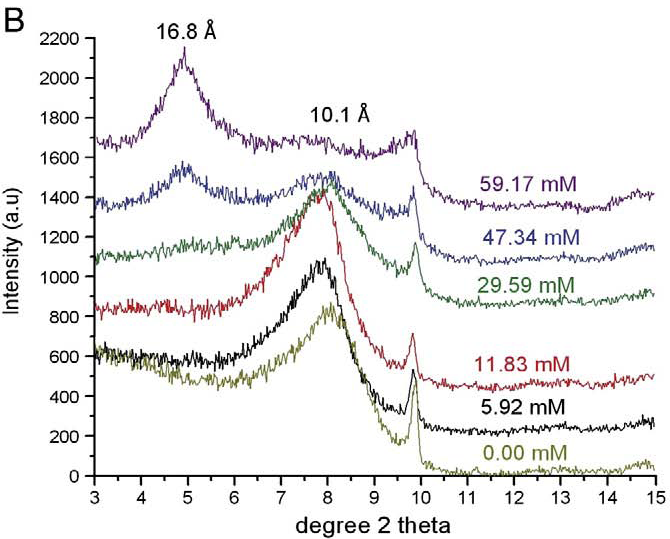 B
16.8 Å
10.1 Å
2200
2000
1800
1600
1400
1200
1000
800
600
400
200
0
Intensity (a.u)
59.17 mM
47.34 mM
29.59 mM
11.83 mM
5.92 mM
0.00 mM
3 4 5 6 7 8 9 10 11 12 13 14 15
degree 2 theta